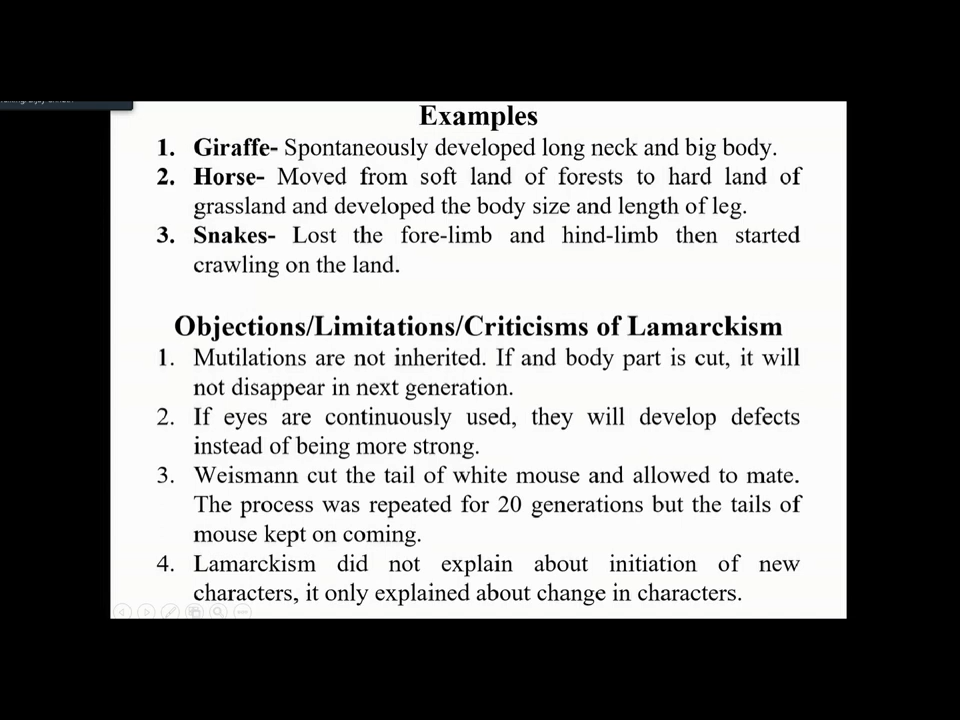 Examples
1. Giraffe- Spontaneously developed long neck and big body.
2. Horse- Moved from soft land of forests to hard land of
grassland and developed the body size and length of leg.
3. Snakes- Lost the fore-limb and hind-limb then started
crawling on the land.
Objections/Limitations/Criticisms of Lamarckism
1. Mutilations are not inherited. If and body part is cut, it will
not disappear in next generation.
2. If eyes are continuously used, they will develop defects
instead of being more strong.
3. Weismann cut the tail of white mouse and allowed to mate.
The process was repeated for 20 generations but the tails of
mouse kept on coming.
4. Lamarckism did not explain about initiation of new
characters, it only explained about change in characters.